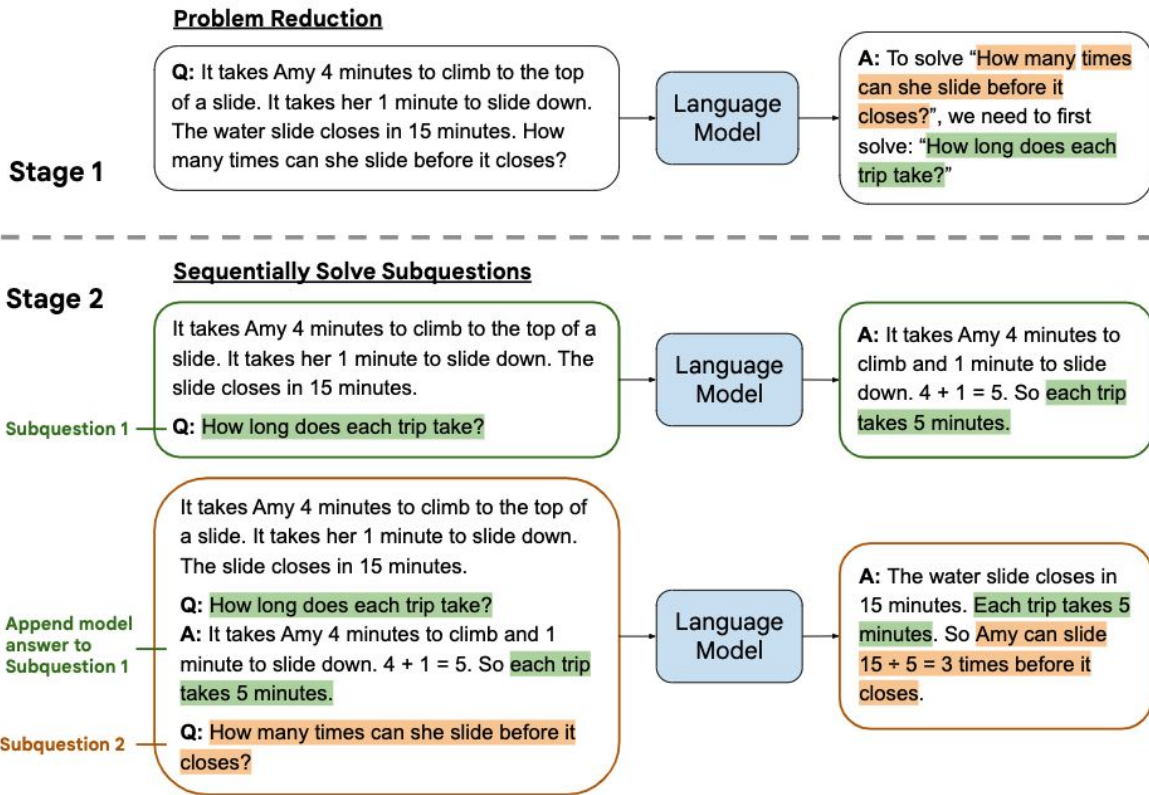 Problem Reduction
Stage 1
Q: It takes Amy 4 minutes to climb to the top
of a slide. It takes her 1 minute to slide down.
The water slide closes in 15 minutes. How
many times can she slide before it closes?
Language
Model
A: To solve “How many times
can she slide before it
closes?”, we need to first
solve: “How long does each
trip take?”
Stage 2
Sequentially Solve Subquestions
It takes Amy 4 minutes to climb to the top of a
slide. It takes her 1 minute to slide down. The
slide closes in 15 minutes.
Subquestion 1
Q: How long does each trip take?
Language
Model
A: It takes Amy 4 minutes to
climb and 1 minute to slide
down. 4 + 1 = 5. So each trip
takes 5 minutes.
It takes Amy 4 minutes to climb to the top of
a slide. It takes her 1 minute to slide down.
The slide closes in 15 minutes.
Append model
answer to
Subquestion 1
Q: How long does each trip take?
A: It takes Amy 4 minutes to climb and 1
minute to slide down. 4 + 1 = 5. So each trip
takes 5 minutes.
Subquestion 2
Q: How many times can she slide before it
closes?
Language
Model
A: The water slide closes in
15 minutes. Each trip takes 5
minutes. So Amy can slide
15 ÷ 5 = 3 times before it
closes.